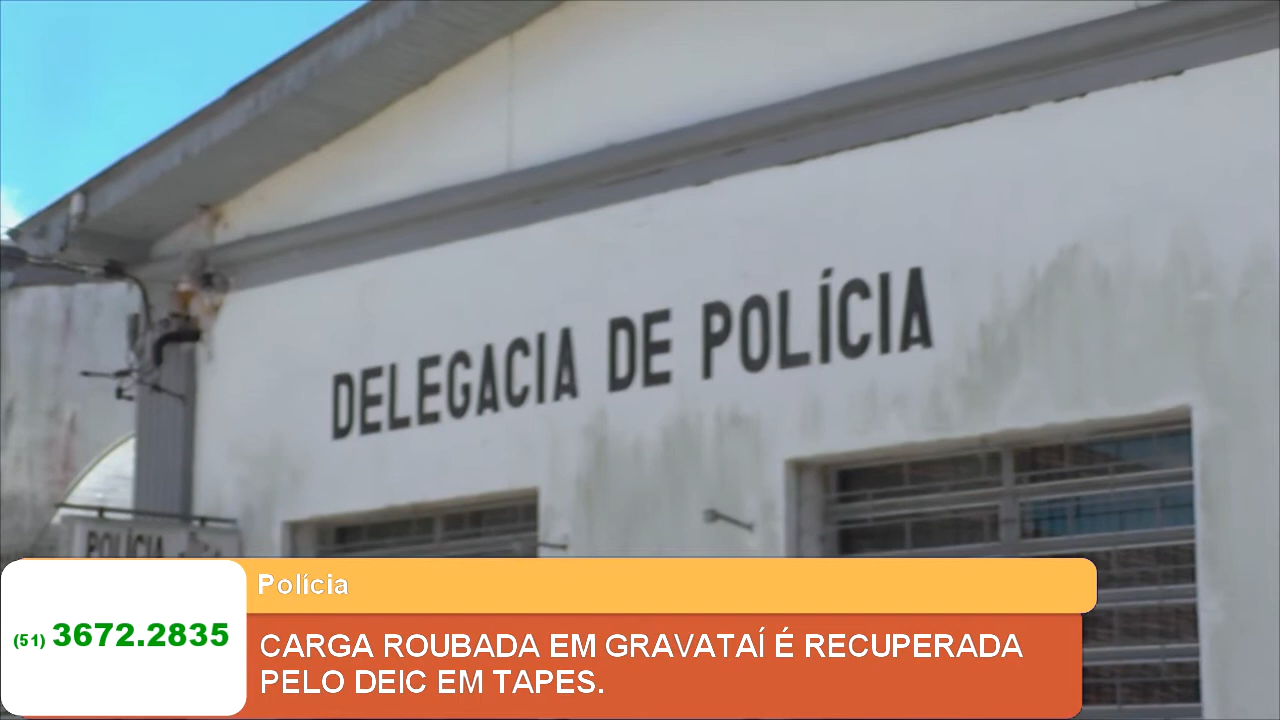 DELEGACIA DE POLÍCIA
POLÍCIA
Polícia
(51) 3672.2835
CARGA ROUBADA EM GRAVATAÍ É RECUPERADA
PELO DEIC EM TAPES.